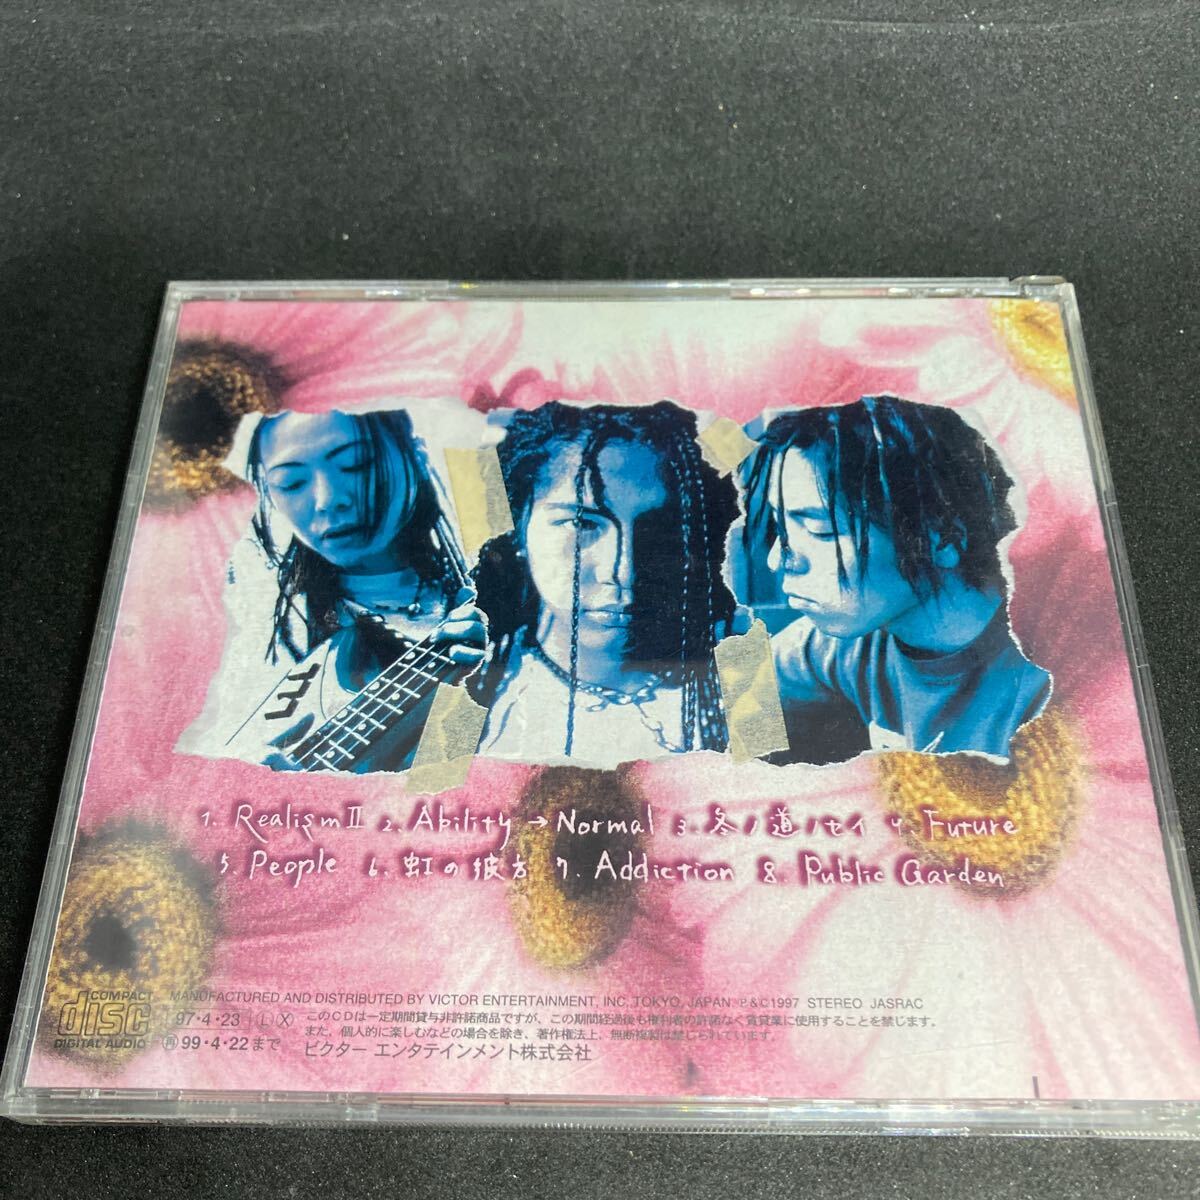 1. Realism II 2. Ability → Normal 3. 冬ノ道ノセイ 4. Future
5. People 6. 虹の彼方 7. Addiction 8. Public Garden
COMPACT disc DIGITAL AUDIO
MANUFACTURED AND DISTRIBUTED BY VICTOR ENTERTAINMENT, INC. TOKYO, JAPAN ℗&©1997 STEREO JASRAC
97・4・23 Ⓛ Ⓧ このCDは一定期間貸与非許諾商品ですが、この期間経過後も権利者の許諾なく賃貸業に使用することを禁じます。
また、個人的に楽しむなどの場合を除き、著作権法上、無断複製は禁じられています。
㊢99・4・22まで ビクター エンタテインメント株式会社